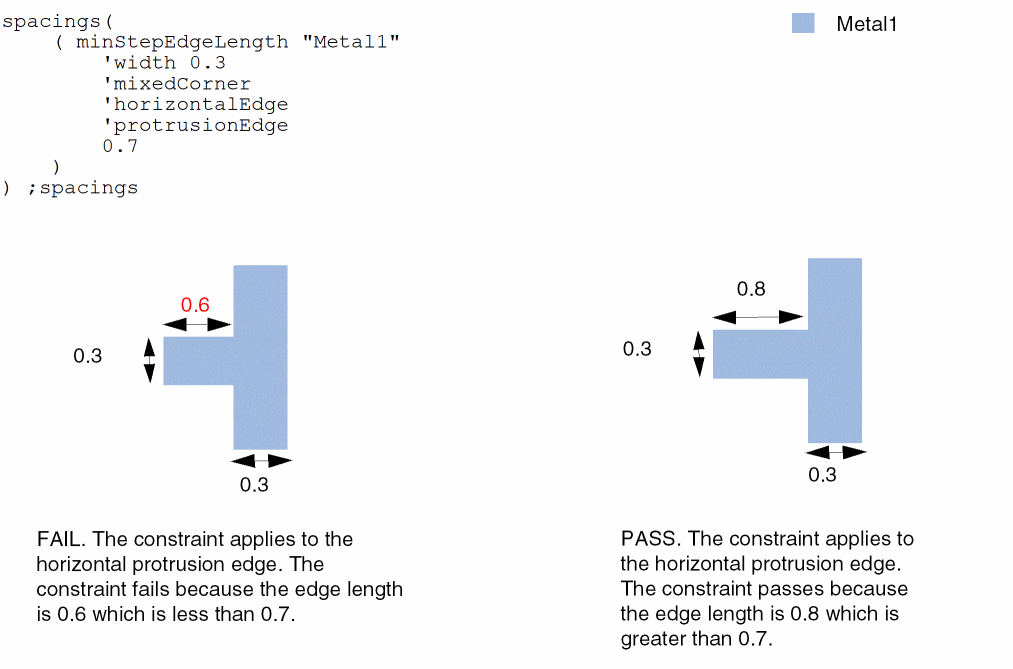 spacings(
( minStepEdgeLength "Metal1"
'width 0.3
'mixedCorner
'horizontalEdge
'protrusionEdge
0.7
)
) ;spacings
Metal1
0.6
0.3
0.3
FAIL. The constraint applies to the
horizontal protrusion edge. The
constraint fails because the edge length
is 0.6 which is less than 0.7.
0.8
0.3
0.3
PASS. The constraint applies to
the horizontal protrusion edge.
The constraint passes because
the edge length is 0.8 which is
greater than 0.7.